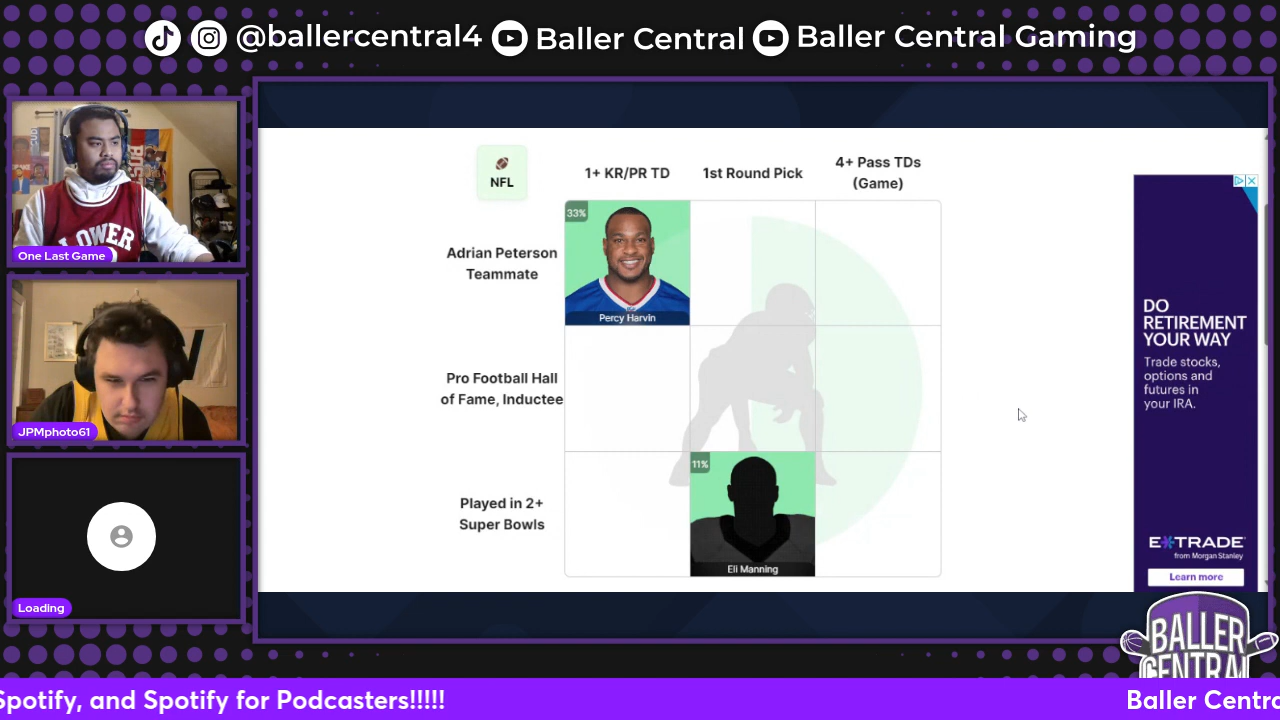 @ballercentral4 Baller Central Baller Central Gaming
One Last Game
JPMphoto61
Loading
NFL
1+ KR/PR TD
1st Round Pick
4+ Pass TDs
(Game)
Adrian Peterson
Teammate
33%
Percy Harvin
Pro Football Hall
of Fame, Inductee
Played in 2+
Super Bowls
11%
Eli Manning
DO
RETIREMENT
YOUR WAY
Trade stocks,
options and
futures in
your IRA.
E*TRADE
from Morgan Stanley
Learn more
BALLER
CENTRAL
LOWER
Spotify, and Spotify for Podcasters!!!!!
Baller Centra